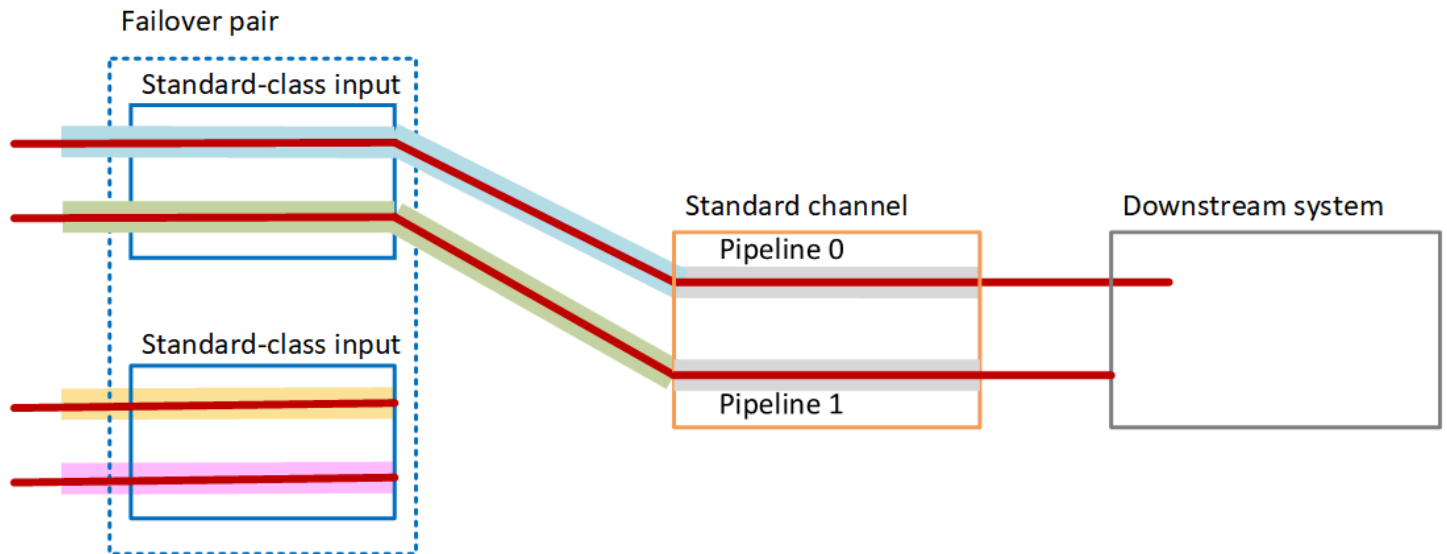 Failover pair
Standard-class input
Standard channel
Downstream system
Pipeline 0
Standard-class input
Pipeline 1